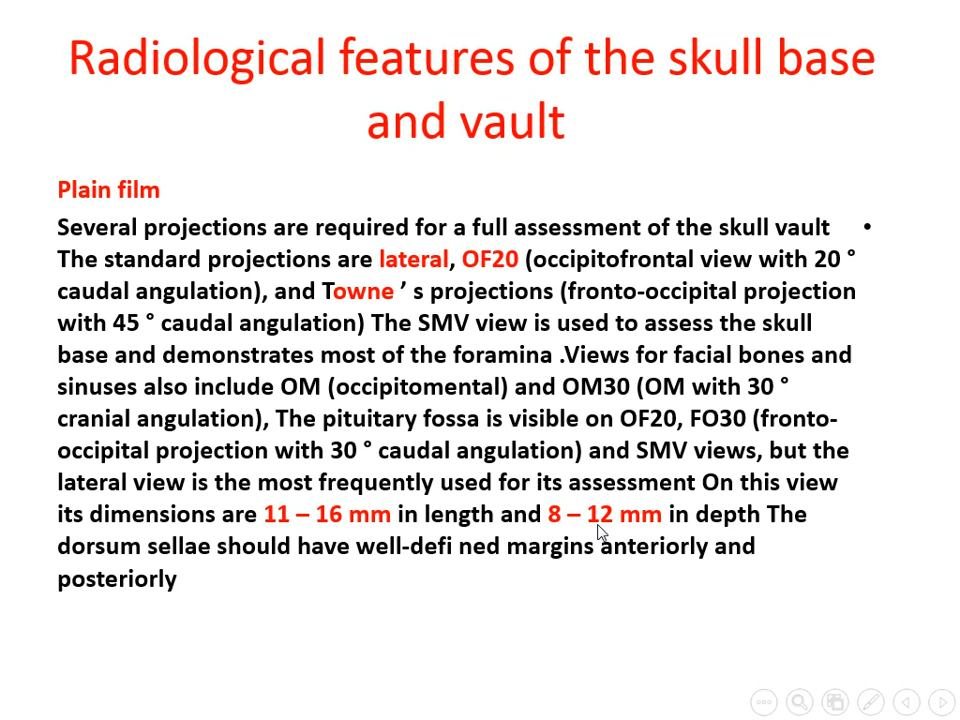 Radiological features of the skull base
and vault
Plain film
Several projections are required for a full assessment of the skull vault •
The standard projections are lateral, OF20 (occipitofrontal view with 20 °
caudal angulation), and Towne ’ s projections (fronto-occipital projection
with 45 ° caudal angulation) The SMV view is used to assess the skull
base and demonstrates most of the foramina .Views for facial bones and
sinuses also include OM (occipitomental) and OM30 (OM with 30 °
cranial angulation), The pituitary fossa is visible on OF20, FO30 (fronto-
occipital projection with 30 ° caudal angulation) and SMV views, but the
lateral view is the most frequently used for its assessment On this view
its dimensions are 11 – 16 mm in length and 8 – 12 mm in depth The
dorsum sellae should have well-defi ned margins anteriorly and
posteriorly